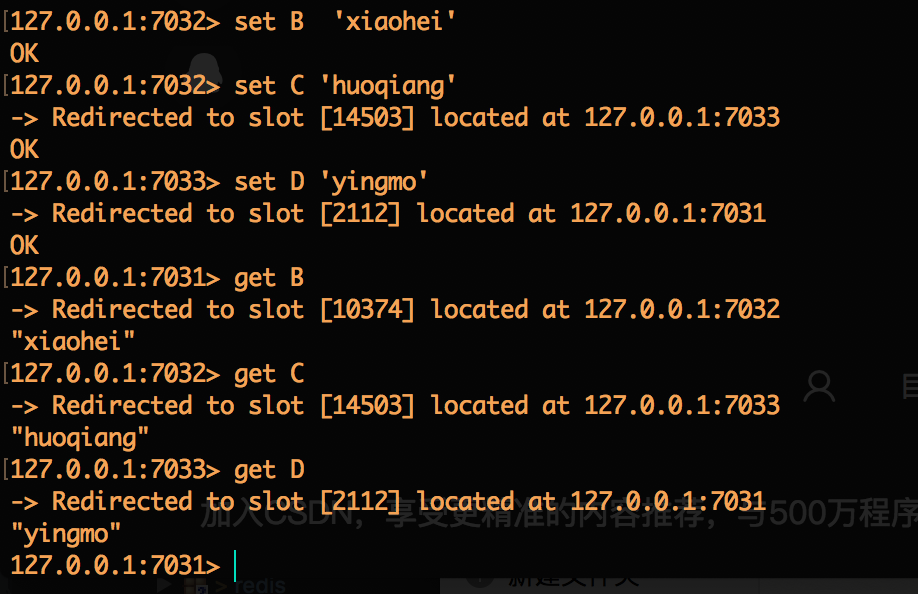 [127.0.0.1:7032> set B  'xiaohei'
OK
[127.0.0.1:7032> set C 'huoqiang'
-> Redirected to slot [14503] located at 127.0.0.1:7033
OK
[127.0.0.1:7033> set D 'yingmo'
-> Redirected to slot [2112] located at 127.0.0.1:7031
OK
[127.0.0.1:7031> get B
-> Redirected to slot [10374] located at 127.0.0.1:7032
"xiaohei"
[127.0.0.1:7032> get C
-> Redirected to slot [14503] located at 127.0.0.1:7033
"huoqiang"
[127.0.0.1:7033> get D
-> Redirected to slot [2112] located at 127.0.0.1:7031
加入CSDN，享受更精准的内容推荐，与500万程序
"yingmo"
127.0.0.1:7031>
> redis
新建文件夹